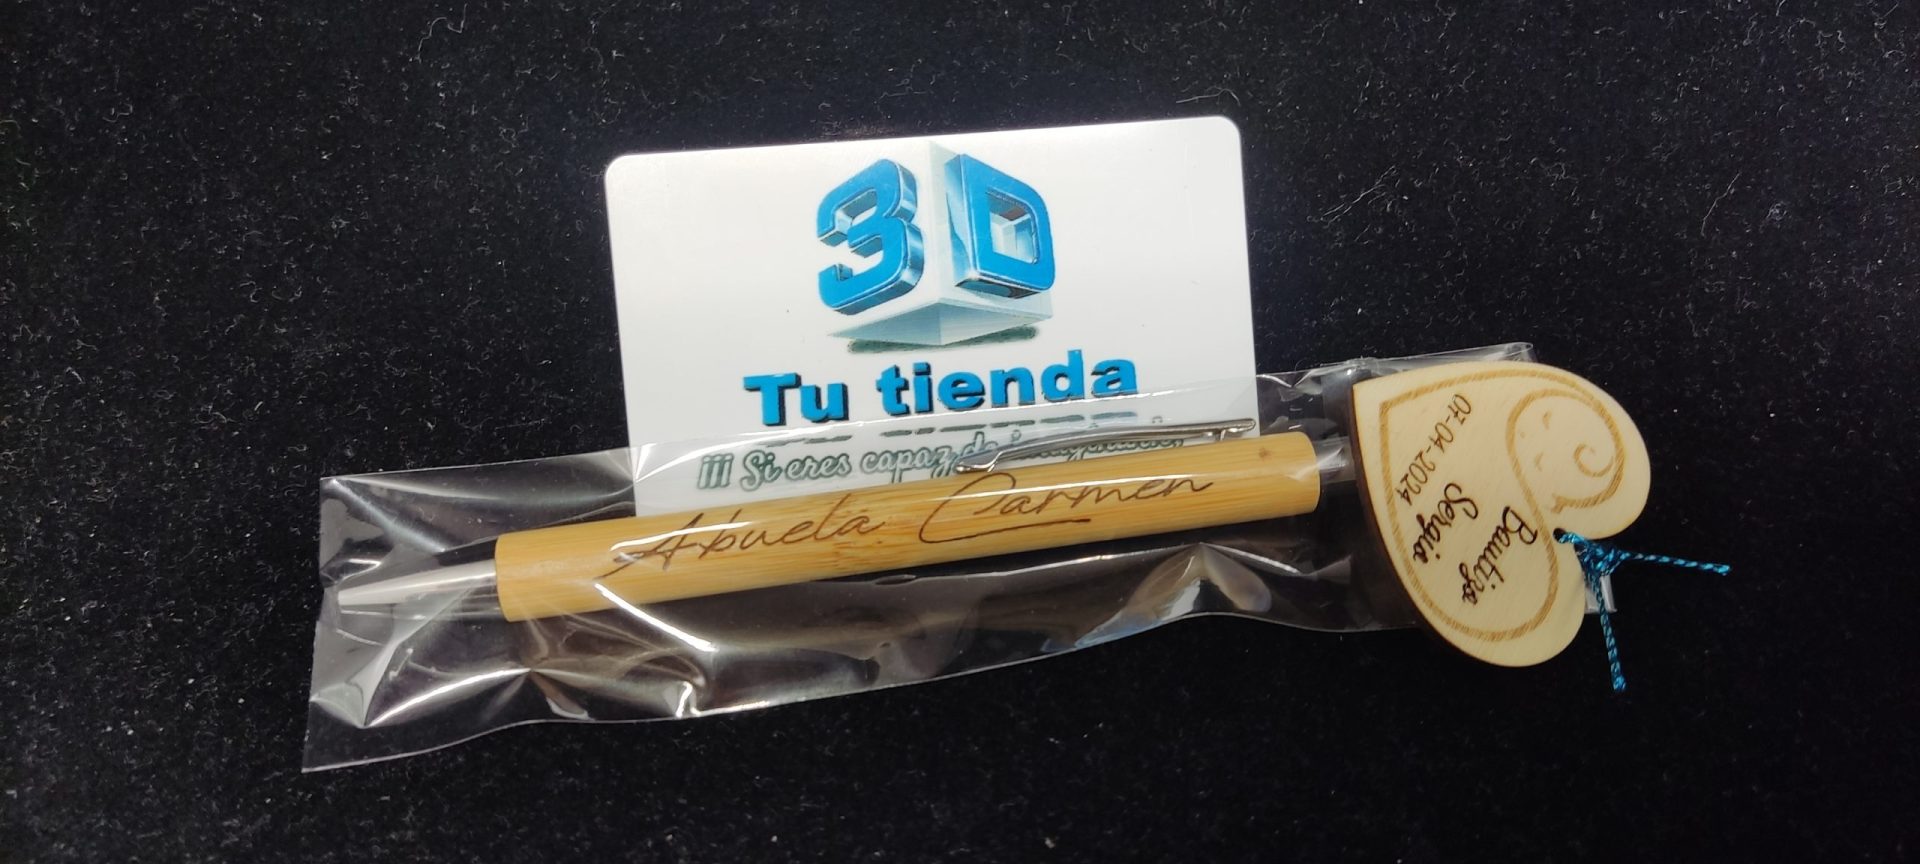 3D
Tu tienda
¡¡¡ Si eres capaz de
Abuela Carmen
Bautizo
Sergio
07-04-2024